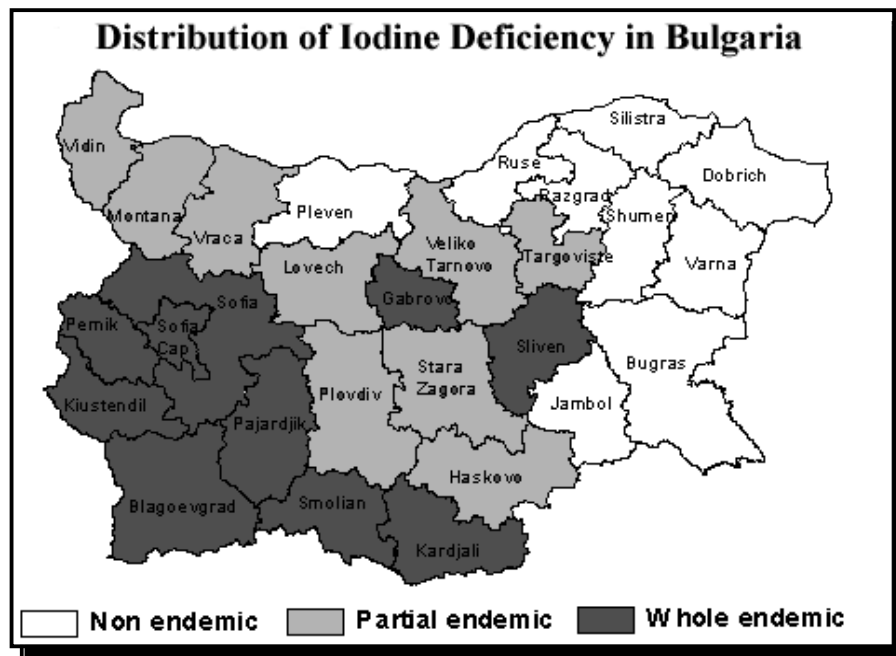 Distribution of Iodine Deficiency in Bulgaria
Silistra
Vidin
Ruse
Dobrich
Razgrad
Montana
Pleven
Shumen
Vraca
Veliko
Tarnovo
Targoviste
Lovech
Varna
Gabrovo
Sofia
Pernik
Sofia
Cap
Sliven
Bugras
Stara
Zagora
Kiustendil
Plovdiv
Jambol
Pajardjik
Haskovo
Blagoevgrad
Smolian
Kardjali
Non endemic
Partial endemic
Whole endemic